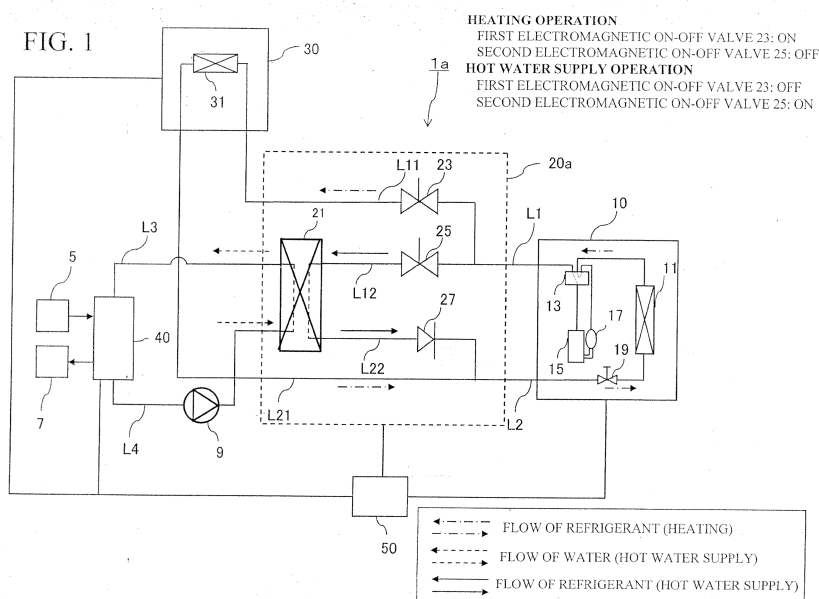 FIG. 1
HEATING OPERATION
FIRST ELECTROMAGNETIC ON-OFF VALVE 23: ON
SECOND ELECTROMAGNETIC ON-OFF VALVE 25: OFF
HOT WATER SUPPLY OPERATION
FIRST ELECTROMAGNETIC ON-OFF VALVE 23: OFF
SECOND ELECTROMAGNETIC ON-OFF VALVE 25: ON
30
31
1a
20a
L11
23
21
25
L1
10
L3
L12
5
13
11
27
17
40
15
19
L22
7
L21
L2
L4
9
50
FLOW OF REFRIGERANT (HEATING)
FLOW OF WATER (HOT WATER SUPPLY)
FLOW OF REFRIGERANT (HOT WATER SUPPLY)